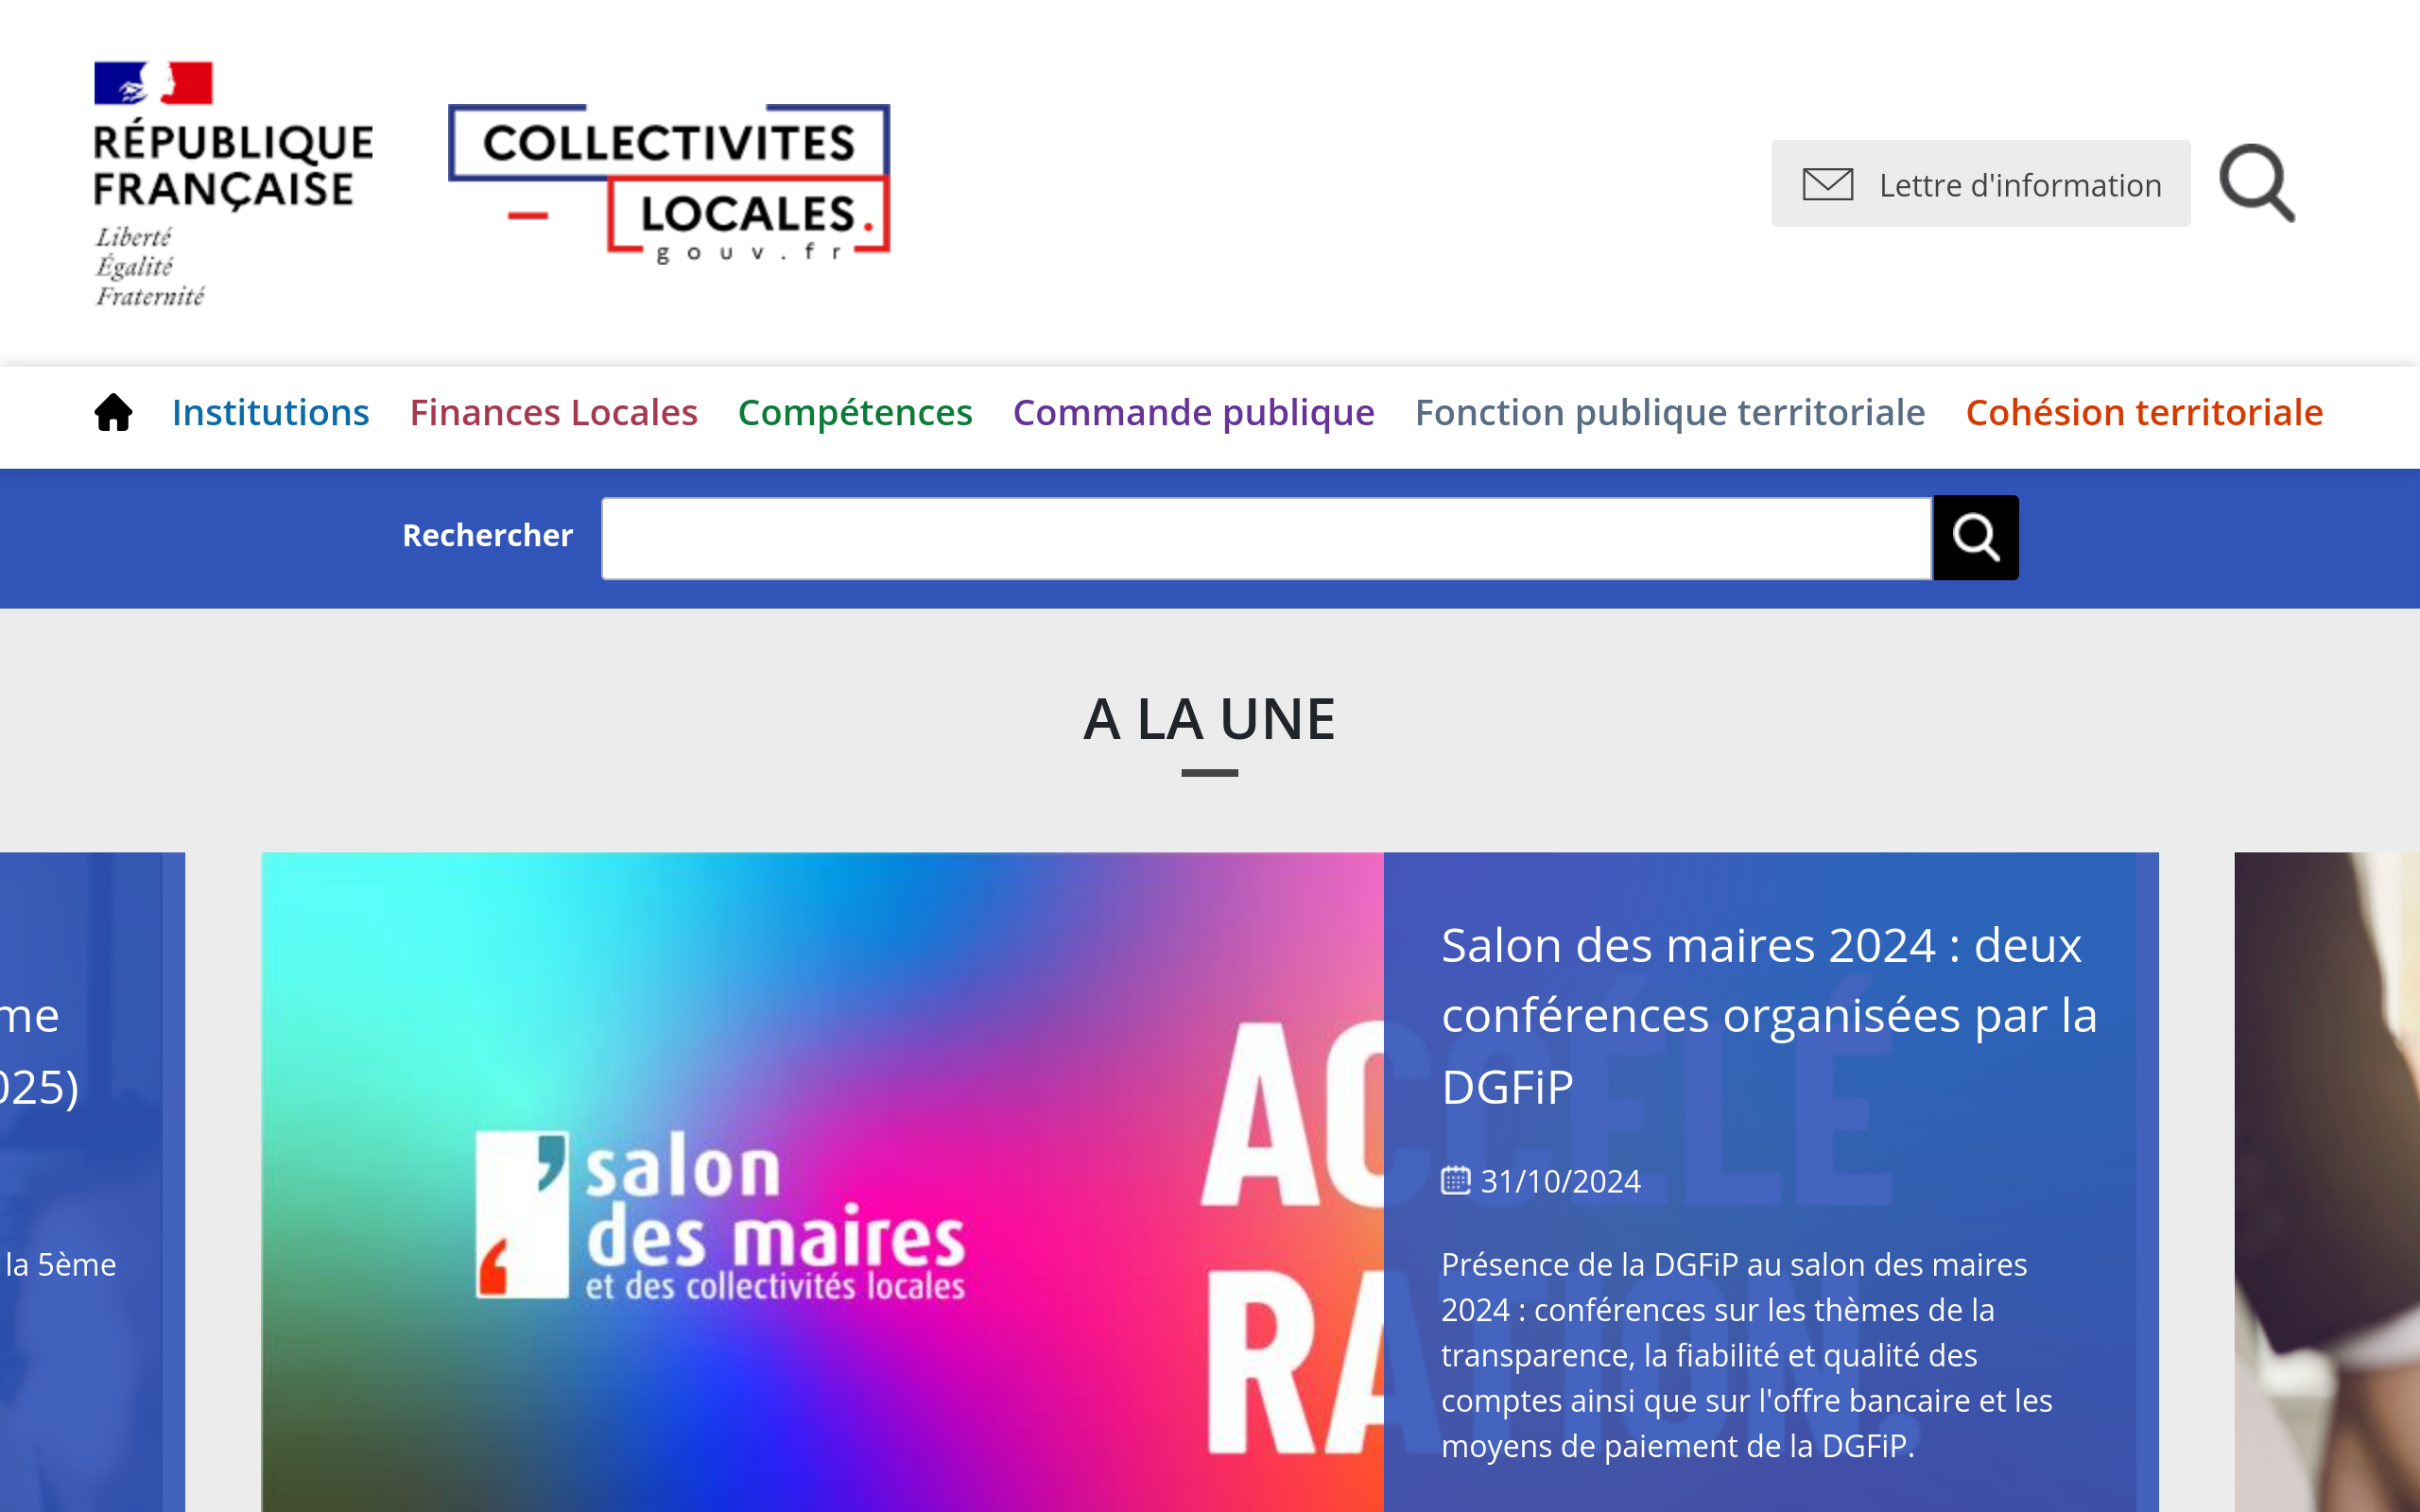 RÉPUBLIQUE
FRANÇAISE
Liberté
Égalité
Fraternité
COLLECTIVITES
LOCALES.
gouv.fr
Lettre d'information
Institutions
Finances Locales
Compétences
Commande publique
Fonction publique territoriale
Cohésion territoriale
Rechercher
A LA UNE
025)
la 5ème
salon
des maires
et des collectivités locales
ACCÉLÉ
RATION.
Salon des maires 2024 : deux
conférences organisées par la
DGFiP
31/10/2024
Présence de la DGFiP au salon des maires
2024 : conférences sur les thèmes de la
transparence, la fiabilité et qualité des
comptes ainsi que sur l'offre bancaire et les
moyens de paiement de la DGFiP.